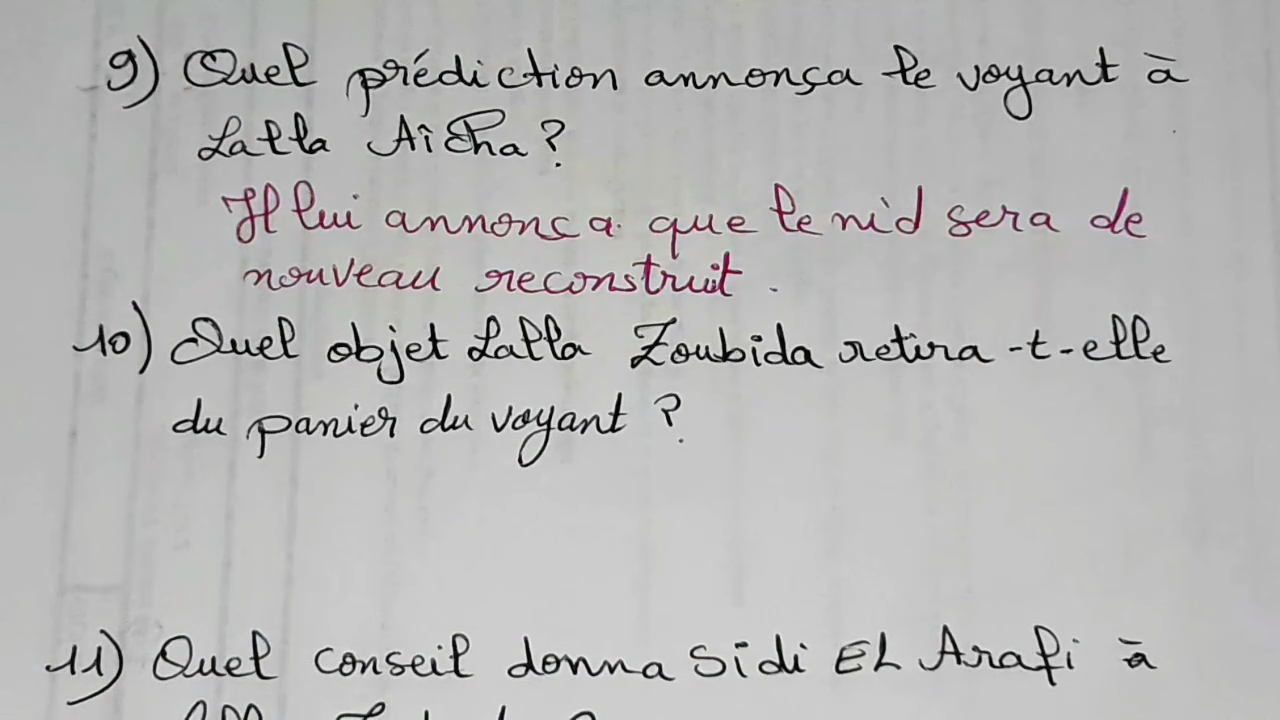 9) Quel prédiction annonça le voyant à
Lalla Aîcha?
Il lui annonça que le nid sera de
nouveau reconstruit.
10) Quel objet Lalla Zoubida retira-t-elle
du panier du voyant ?
11) Quel conseil donna Sidi EL Arafi à